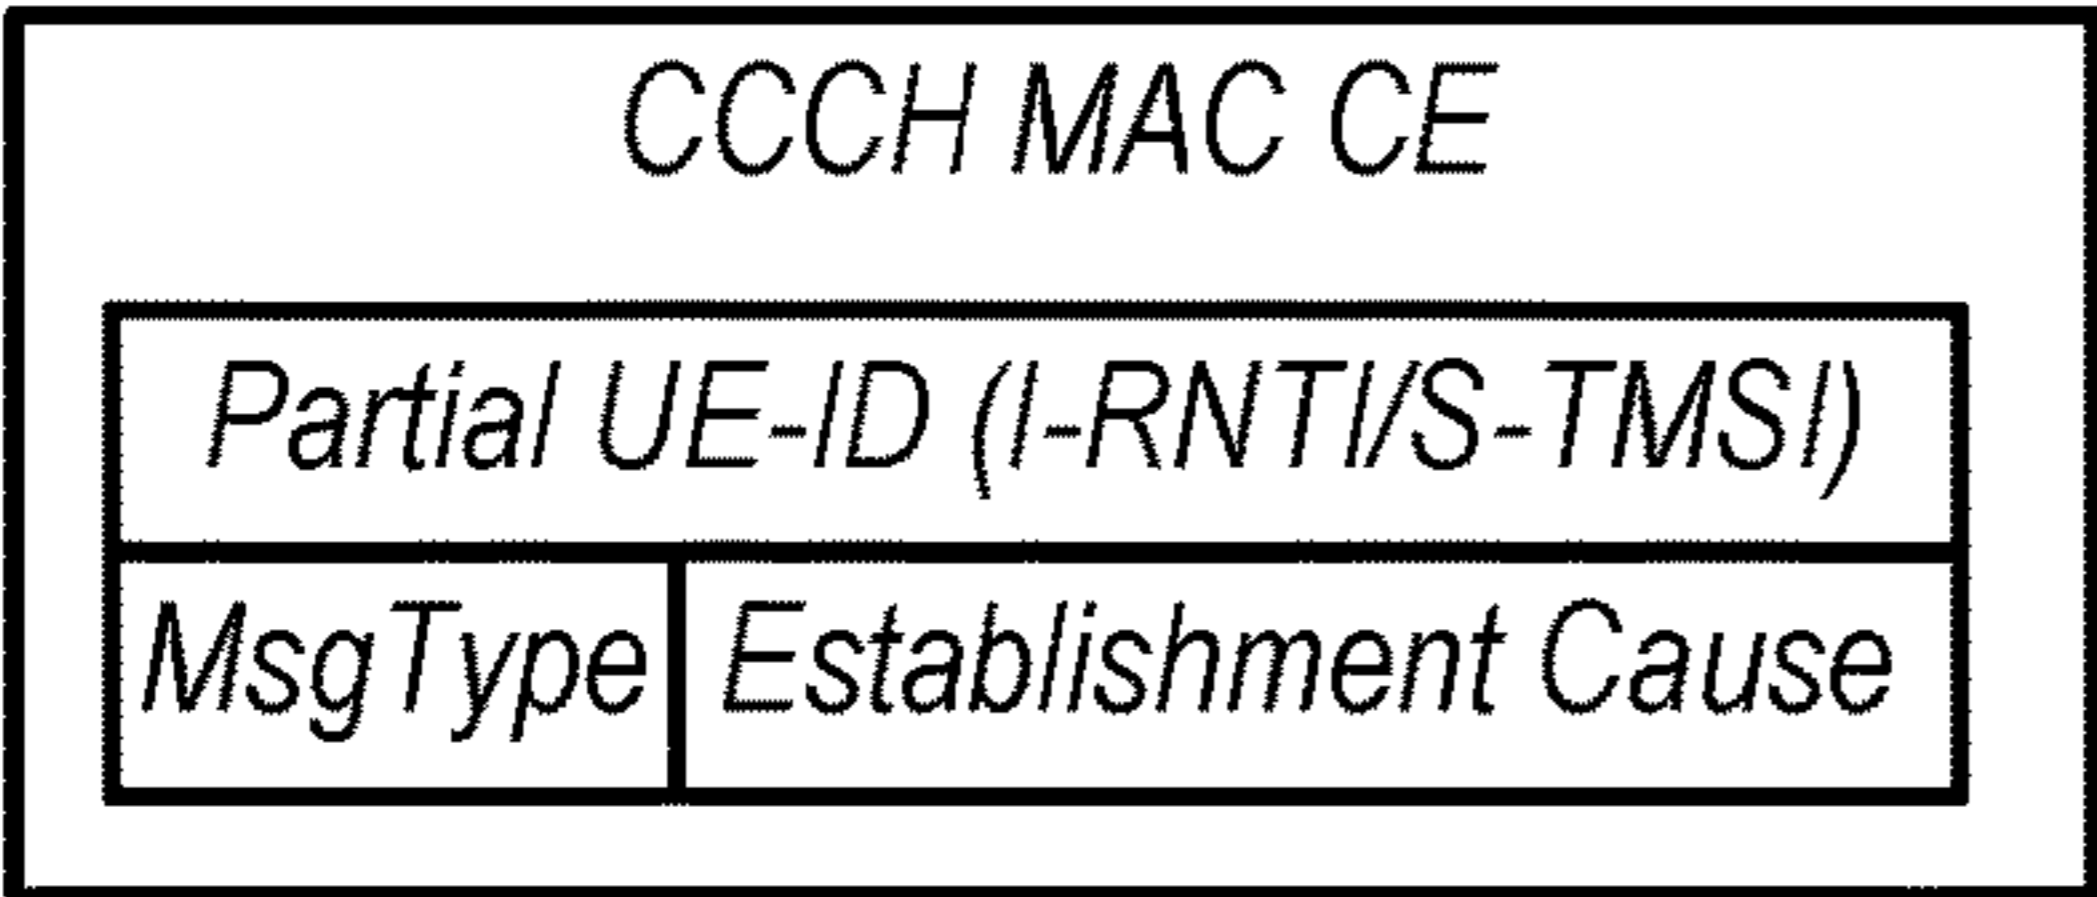 CCCH MAC CE
Partial UE-ID (I-RNTI/S-TMSI)
MsgType Establishment Cause